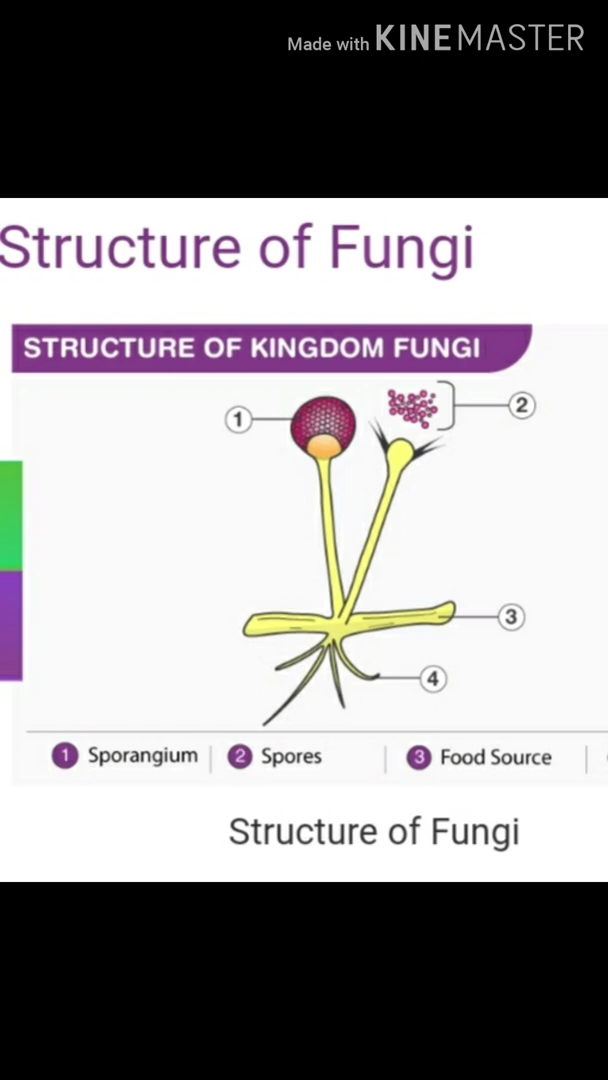 Made with KINEMASTER
Structure of Fungi
STRUCTURE OF KINGDOM FUNGI
1
2
3
4
1 Sporangium | 2 Spores | 3 Food Source |
Structure of Fungi